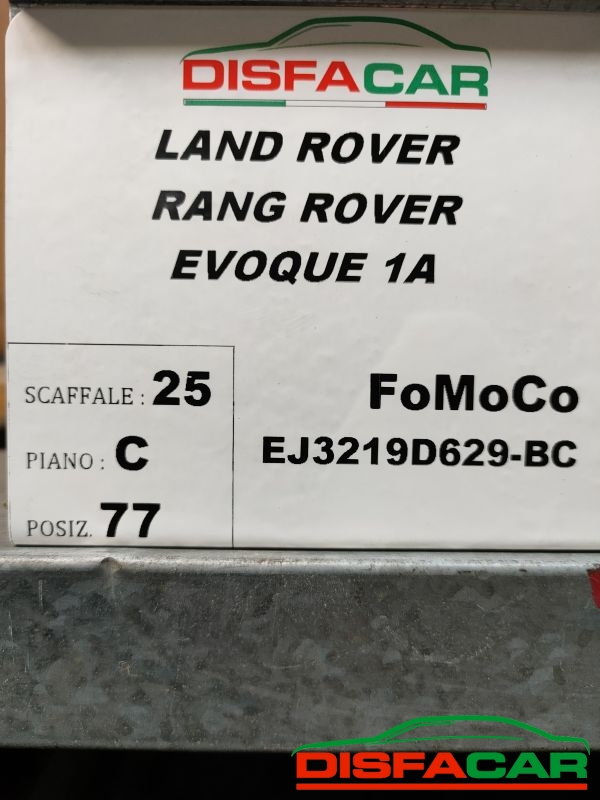 DISFACAR
LAND ROVER
RANG ROVER
EVOQUE 1A
SCAFFALE : 25
PIANO : C
POSIZ. 77
FoMoCo
EJ3219D629-BC
DISFACAR